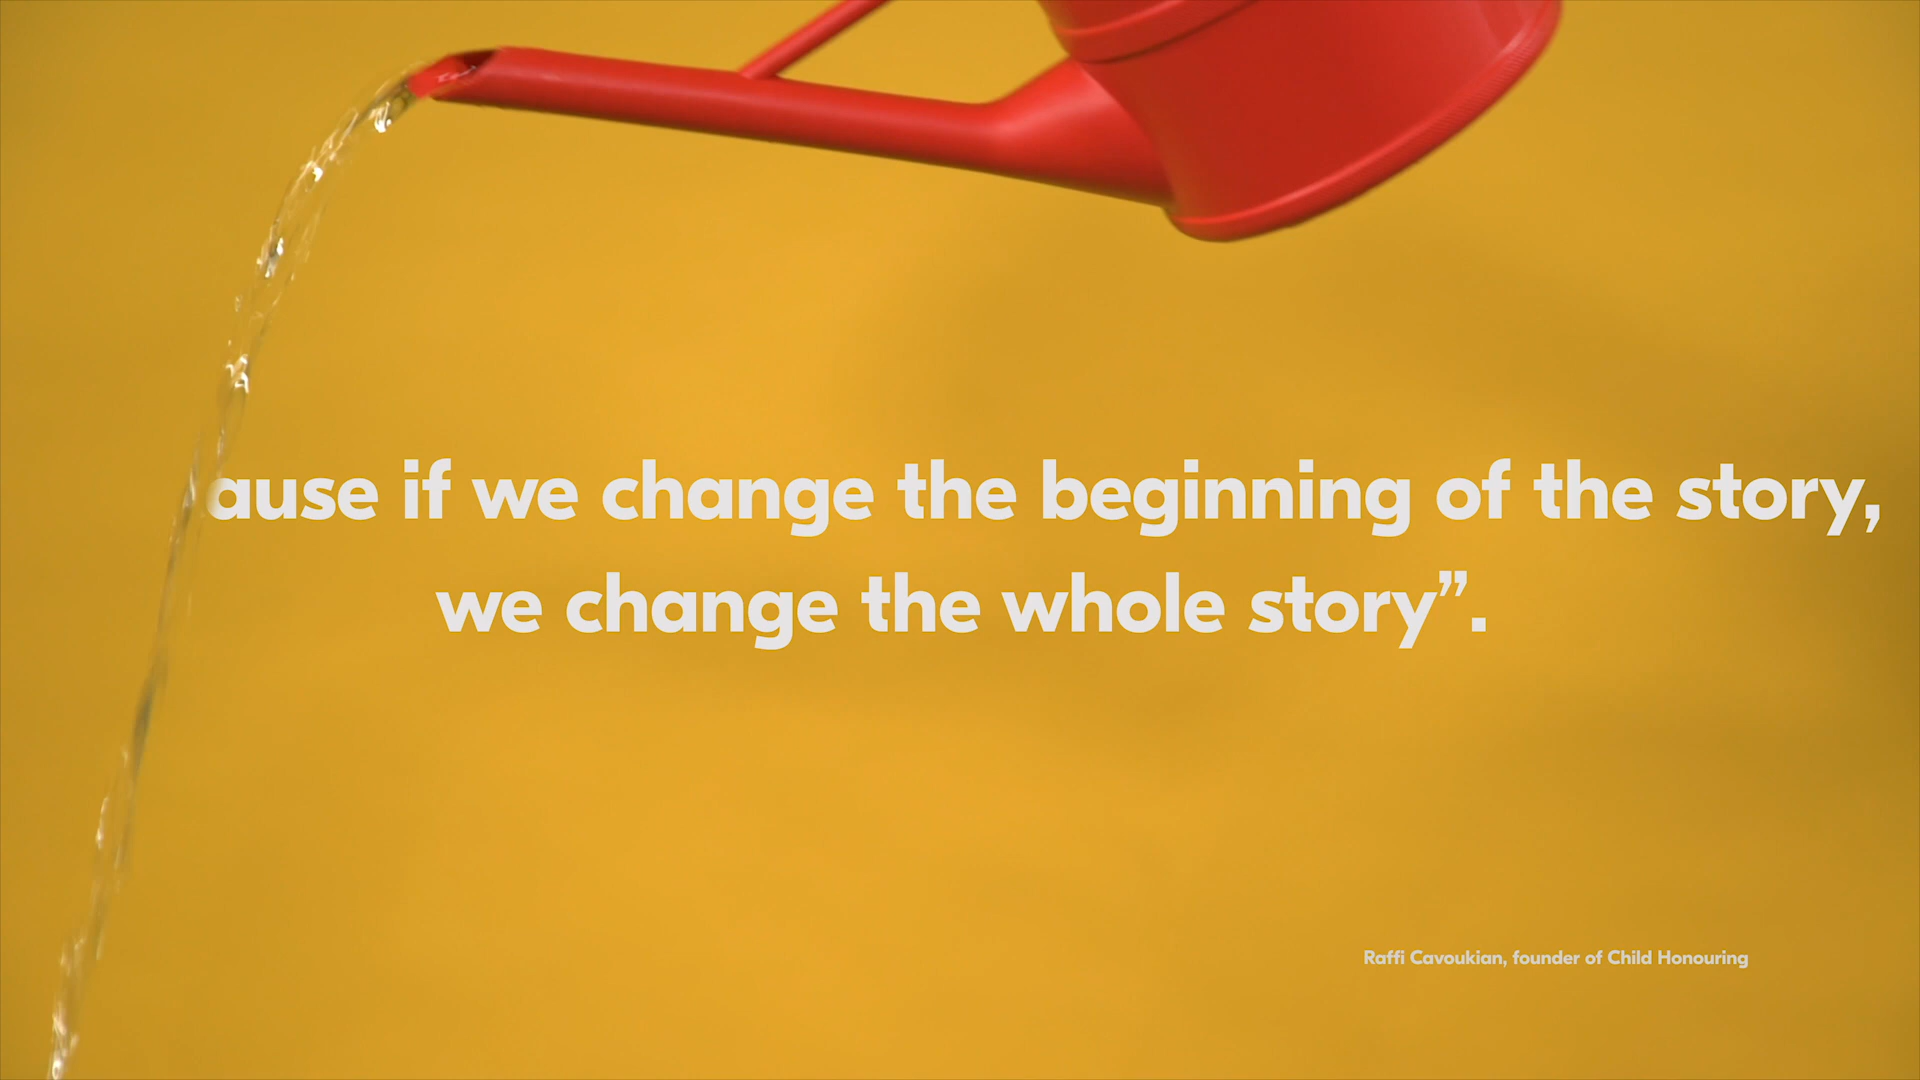 ause if we change the beginning of the story,
we change the whole story”.
Raffi Cavoukian, founder of Child Honouring